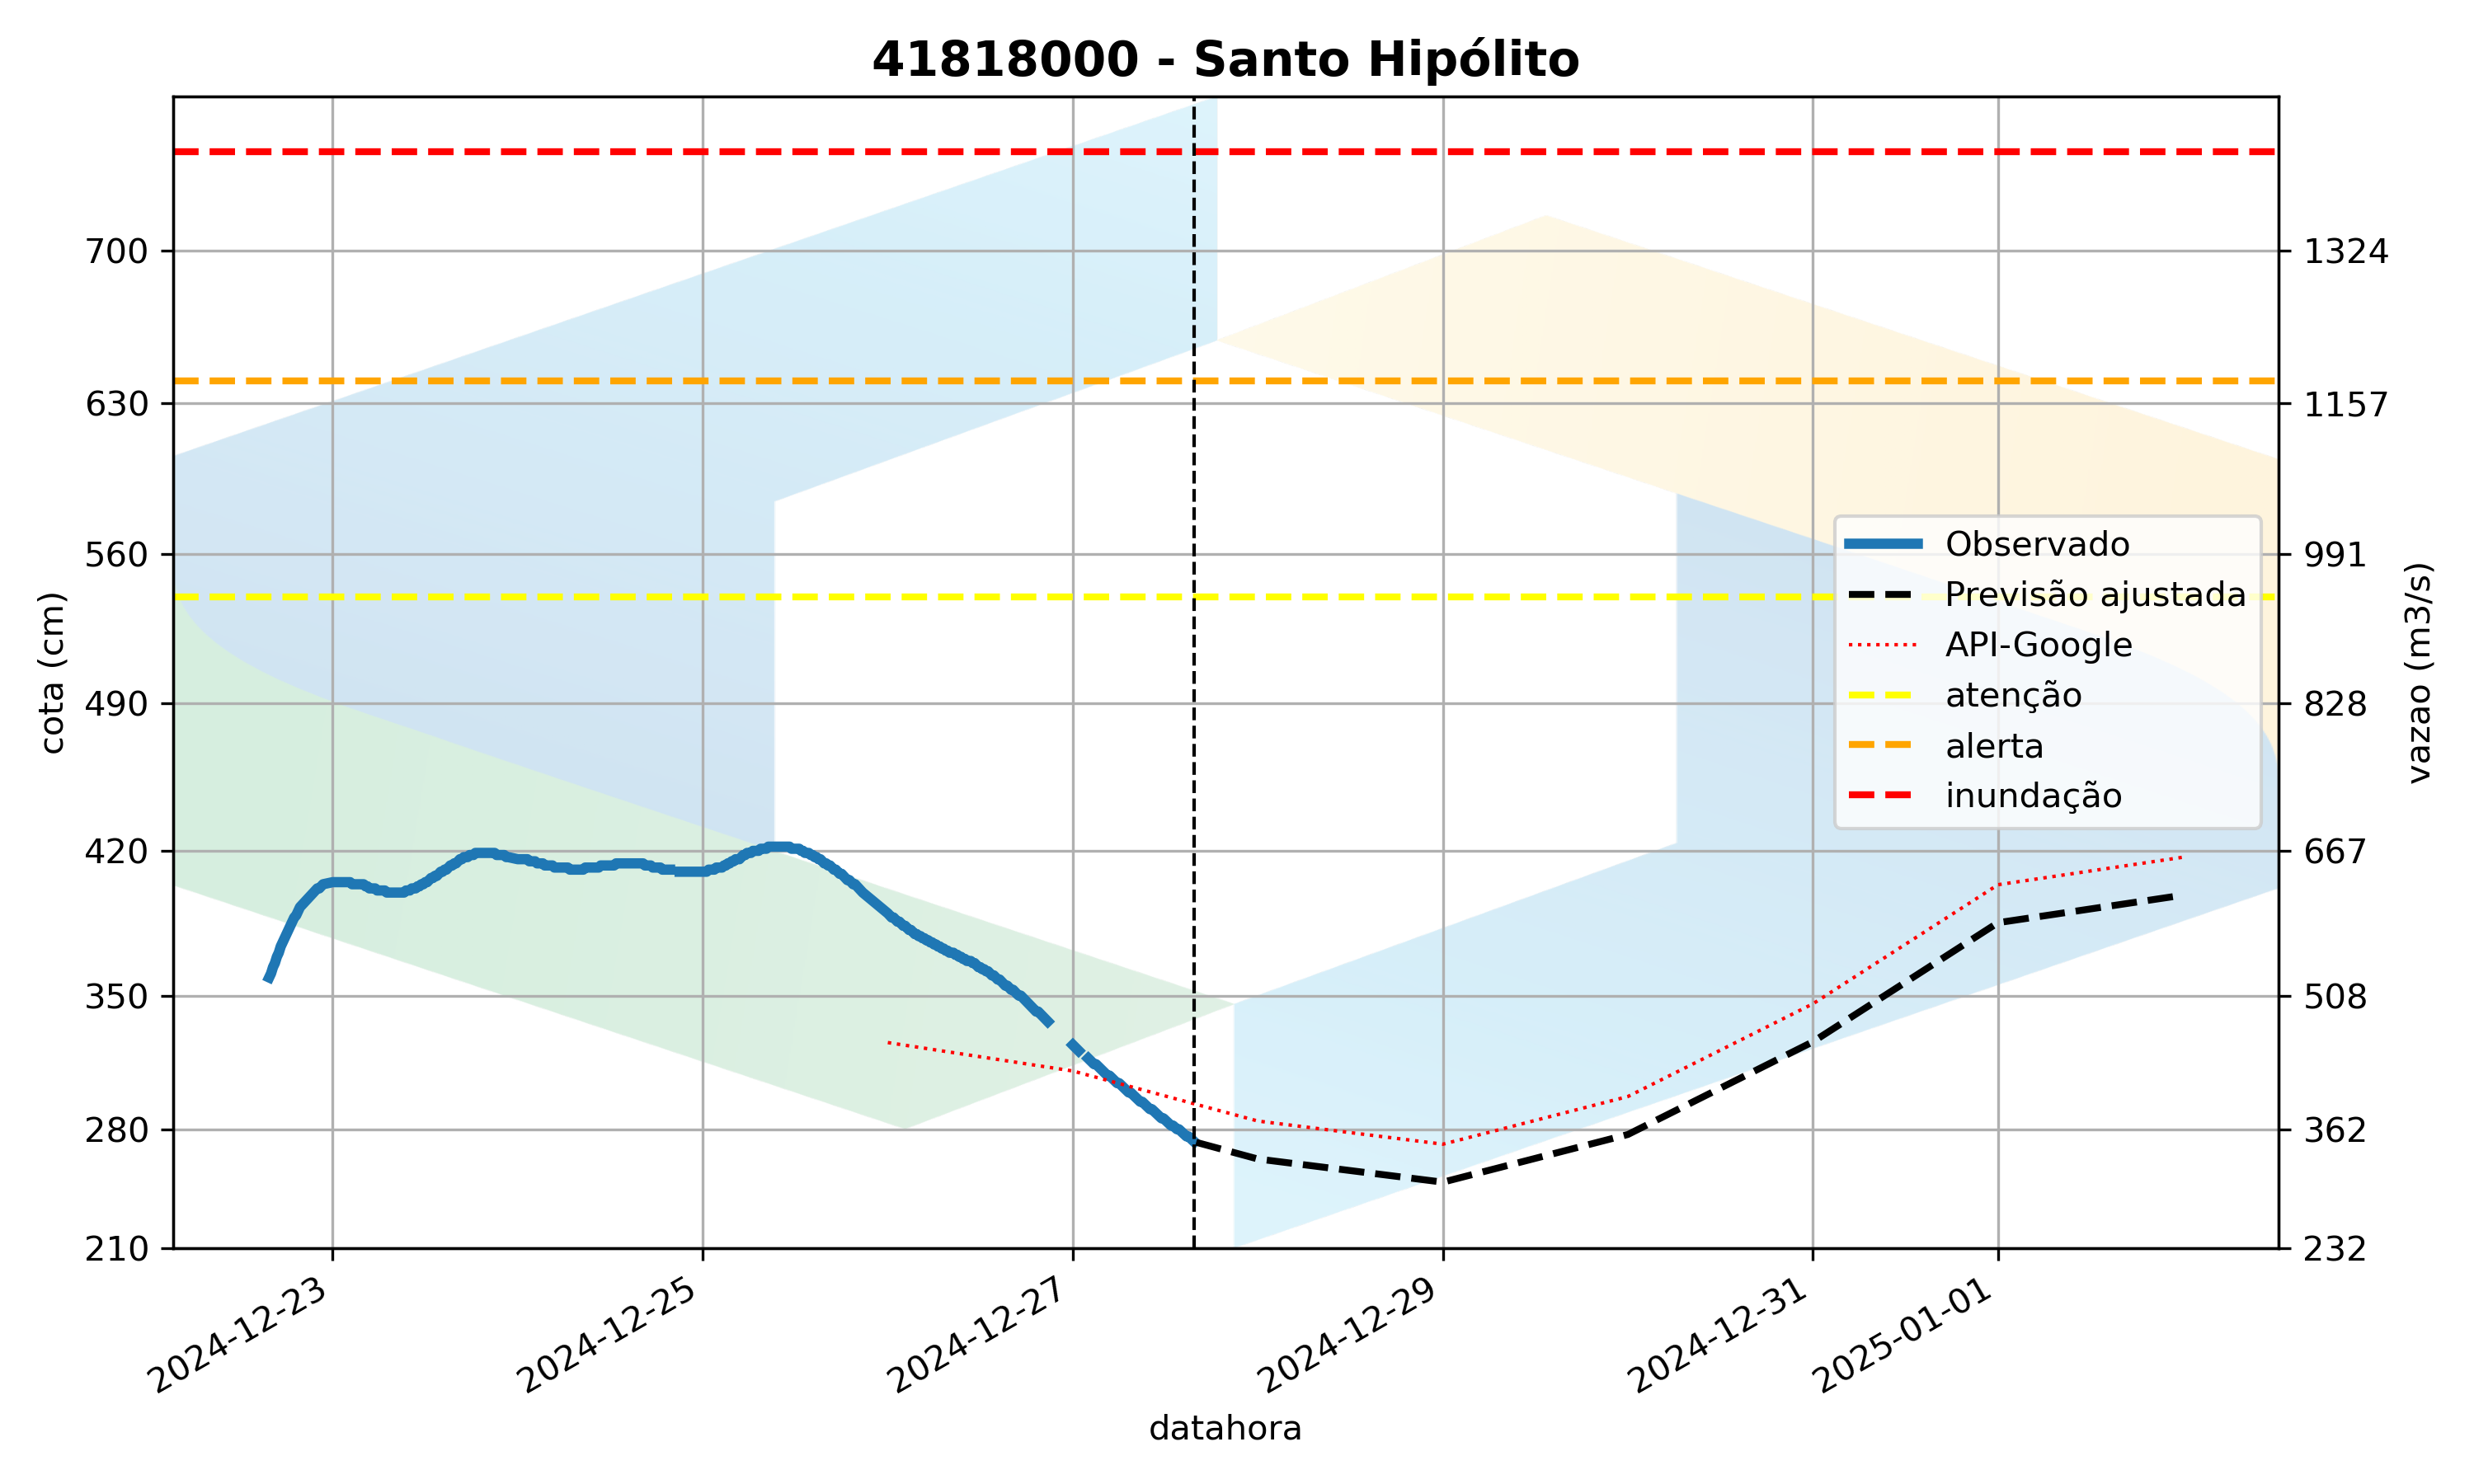 41818000 - Santo Hipólito
cota (cm)
700
630
560
490
420
350
280
210
1324
1157
991
828
667
508
362
232
vazao (m3/s)
Observado
Previsão ajustada
API-Google
atenção
alerta
inundação
2024-12-23
2024-12-25
2024-12-27
2024-12-29
2024-12-31
2025-01-01
datahora